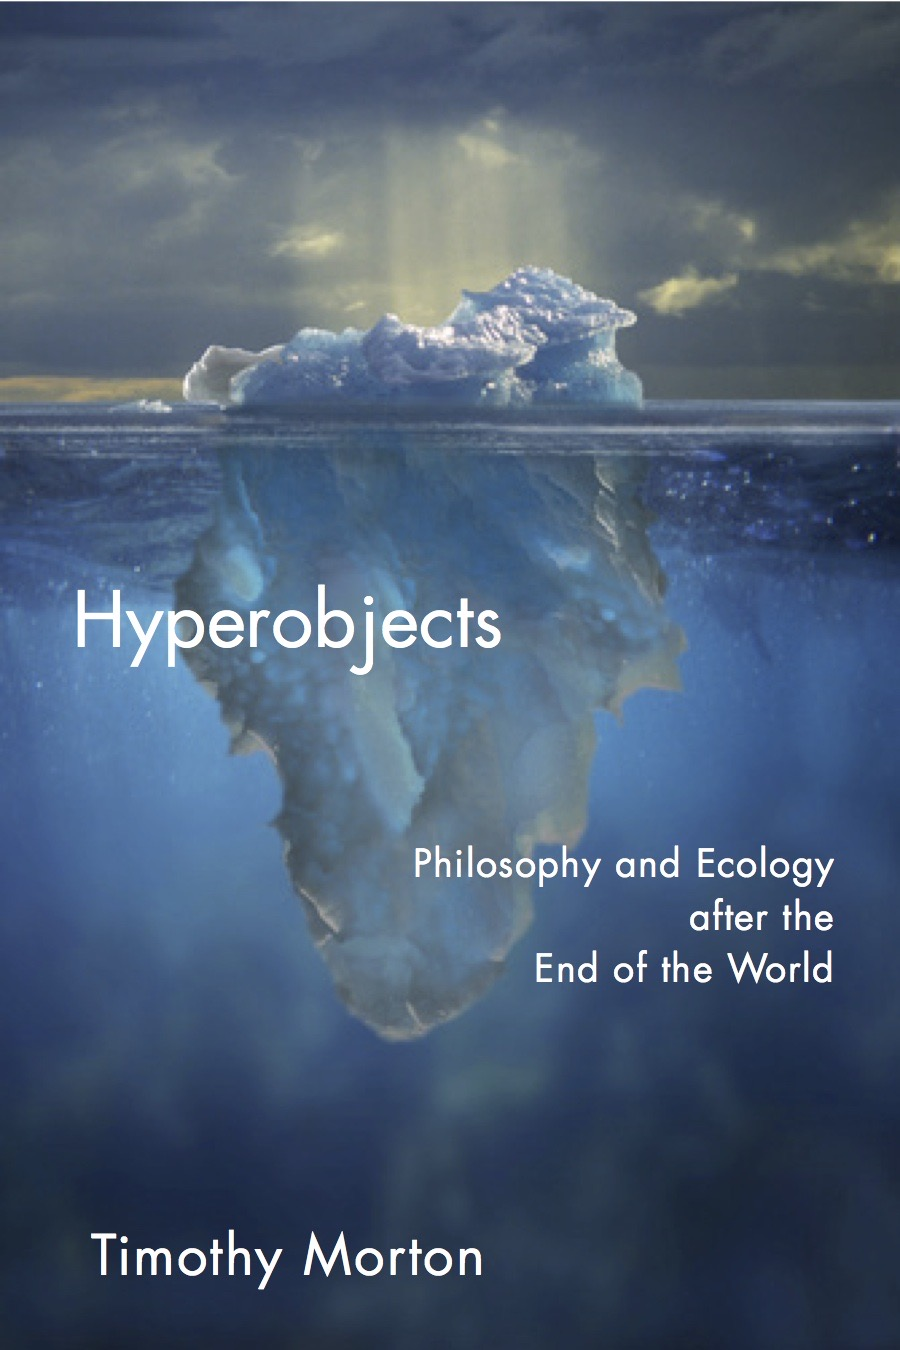 Hyperobjects
Philosophy and Ecology
after the
End of the World
Timothy Morton